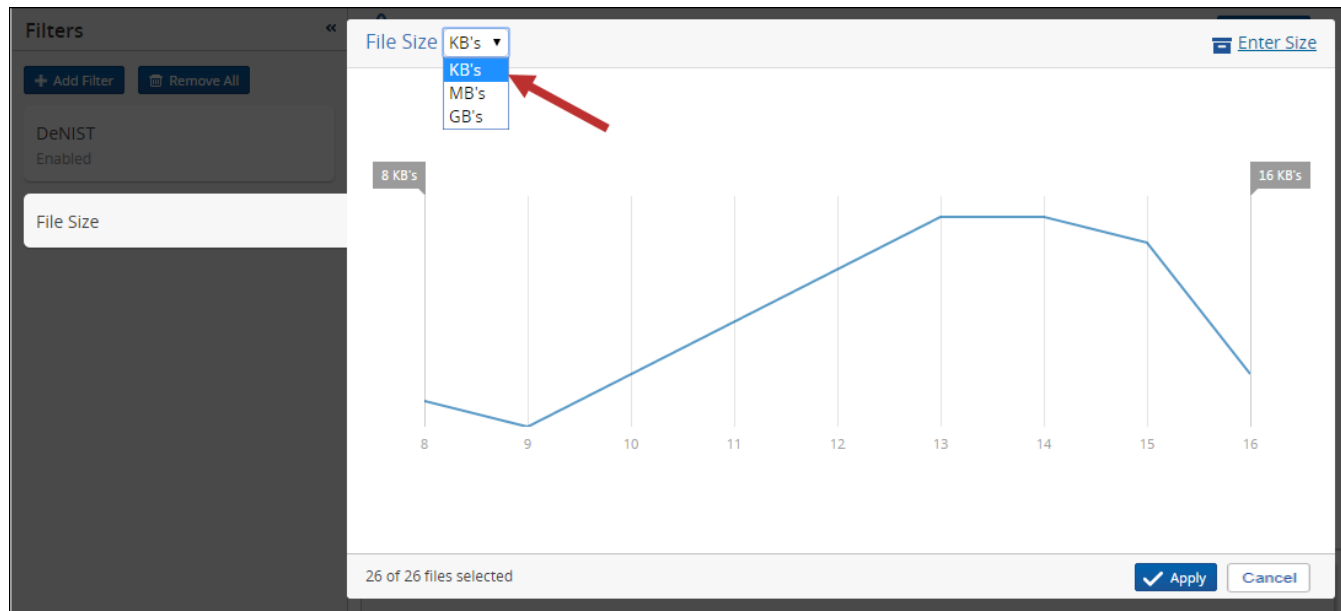 Filters «
+ Add Filter Remove All
DeNIST
Enabled
File Size
File Size KB's ▼
Enter Size
KB's
MB's
GB's
8 KB's 16 KB's
8 9 10 11 12 13 14 15 16
26 of 26 files selected
Apply Cancel